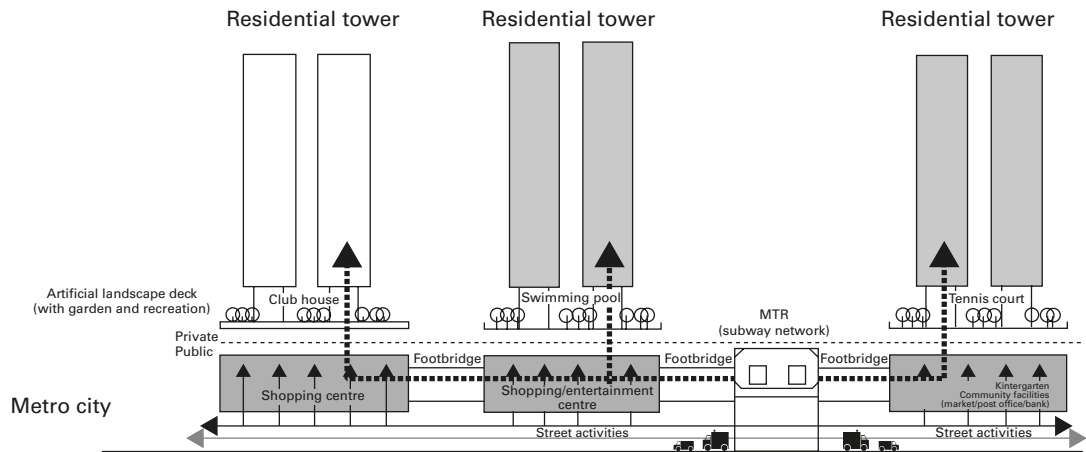 Residential tower
Residential tower
Residential tower
Artificial landscape deck
(with garden and recreation)
Club house
Swimming pool
Tennis court
MTR
(subway network)
Private
Public
Footbridge
Footbridge
Footbridge
Shopping centre
Shopping/entertainment
centre
Kintergarten
Community facilities
(market/post office/bank)
Metro city
Street activities
Street activities